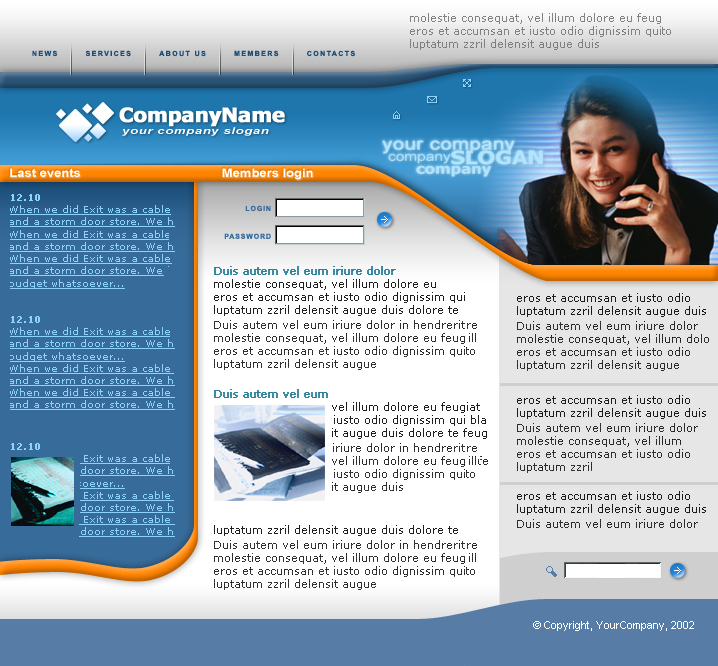 molestie consequat, vel illum dolore eu feug
eros et accumsan et iusto odio dignissim quito
luptatum zzril delensit augue duis
NEWS
SERVICES
ABOUT US
MEMBERS
CONTACTS
CompanyName
your company slogan
your company
companySLOGAN
company
Last events
Members login
12.10
When we did Exit was a cable
and a storm door store. We h
When we did Exit was a cable
and a storm door store. We h
When we did Exit was a cable
and a storm door store. We
budget whatsoever...
12.10
When we did Exit was a cable
and a storm door store. We h
budget whatsoever...
When we did Exit was a cable
and a storm door store. We h
When we did Exit was a cable
and a storm door store. We h
12.10
Exit was a cable
door store. We h
soever...
Exit was a cable
door store. We h
Exit was a cable
door store. We h
LOGIN
PASSWORD
Duis autem vel eum iriure dolor
molestie consequat, vel illum dolore eu
eros et accumsan et iusto odio dignissim qui
luptatum zzril delensit augue duis dolore te
Duis autem vel eum iriure dolor in hendreritre
molestie consequat, vel illum dolore eu feugill
eros et accumsan et iusto odio dignissim quito
luptatum zzril delensit augue
Duis autem vel eum
vel illum dolore eu feugiat
iusto odio dignissim qui bla
it augue duis dolore te feug
iriure dolor in hendreritre
vel illum dolore eu feugillfe
iusto odio dignissim quito
it augue duis
luptatum zzril delensit augue duis dolore te
Duis autem vel eum iriure dolor in hendreritre
molestie consequat, vel illum dolore eu feugill
eros et accumsan et iusto odio dignissim quito
luptatum zzril delensit augue
eros et accumsan et iusto odio
luptatum zzril delensit augue duis
Duis autem vel eum iriure dolor
molestie consequat, vel illum dolo
eros et accumsan et iusto odio
luptatum zzril delensit augue
eros et accumsan et iusto odio
luptatum zzril delensit augue duis
Duis autem vel eum iriure dolor
molestie consequat, vel illum
eros et accumsan et iusto odio
luptatum zzril
eros et accumsan et iusto odio
luptatum zzril delensit augue duis
Duis autem vel eum iriure dolor
© Copyright, YourCompany, 2002